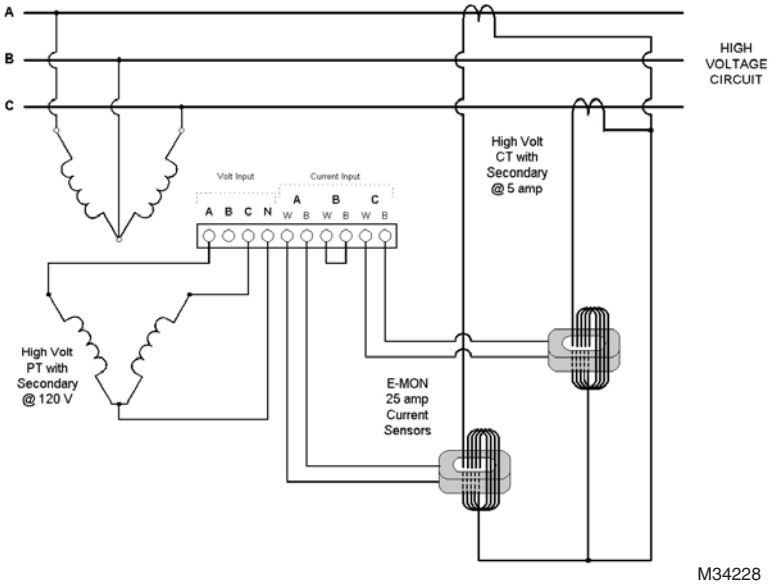 A
B
C
HIGH
VOLTAGE
CIRCUIT
High Volt
CT with
Secondary
@ 5 amp
Volt Input
Current Input
A B C
A B C N W B W B W B
High Volt
PT with
Secondary
@ 120 V
E-MON
25 amp
Current
Sensors
M34228